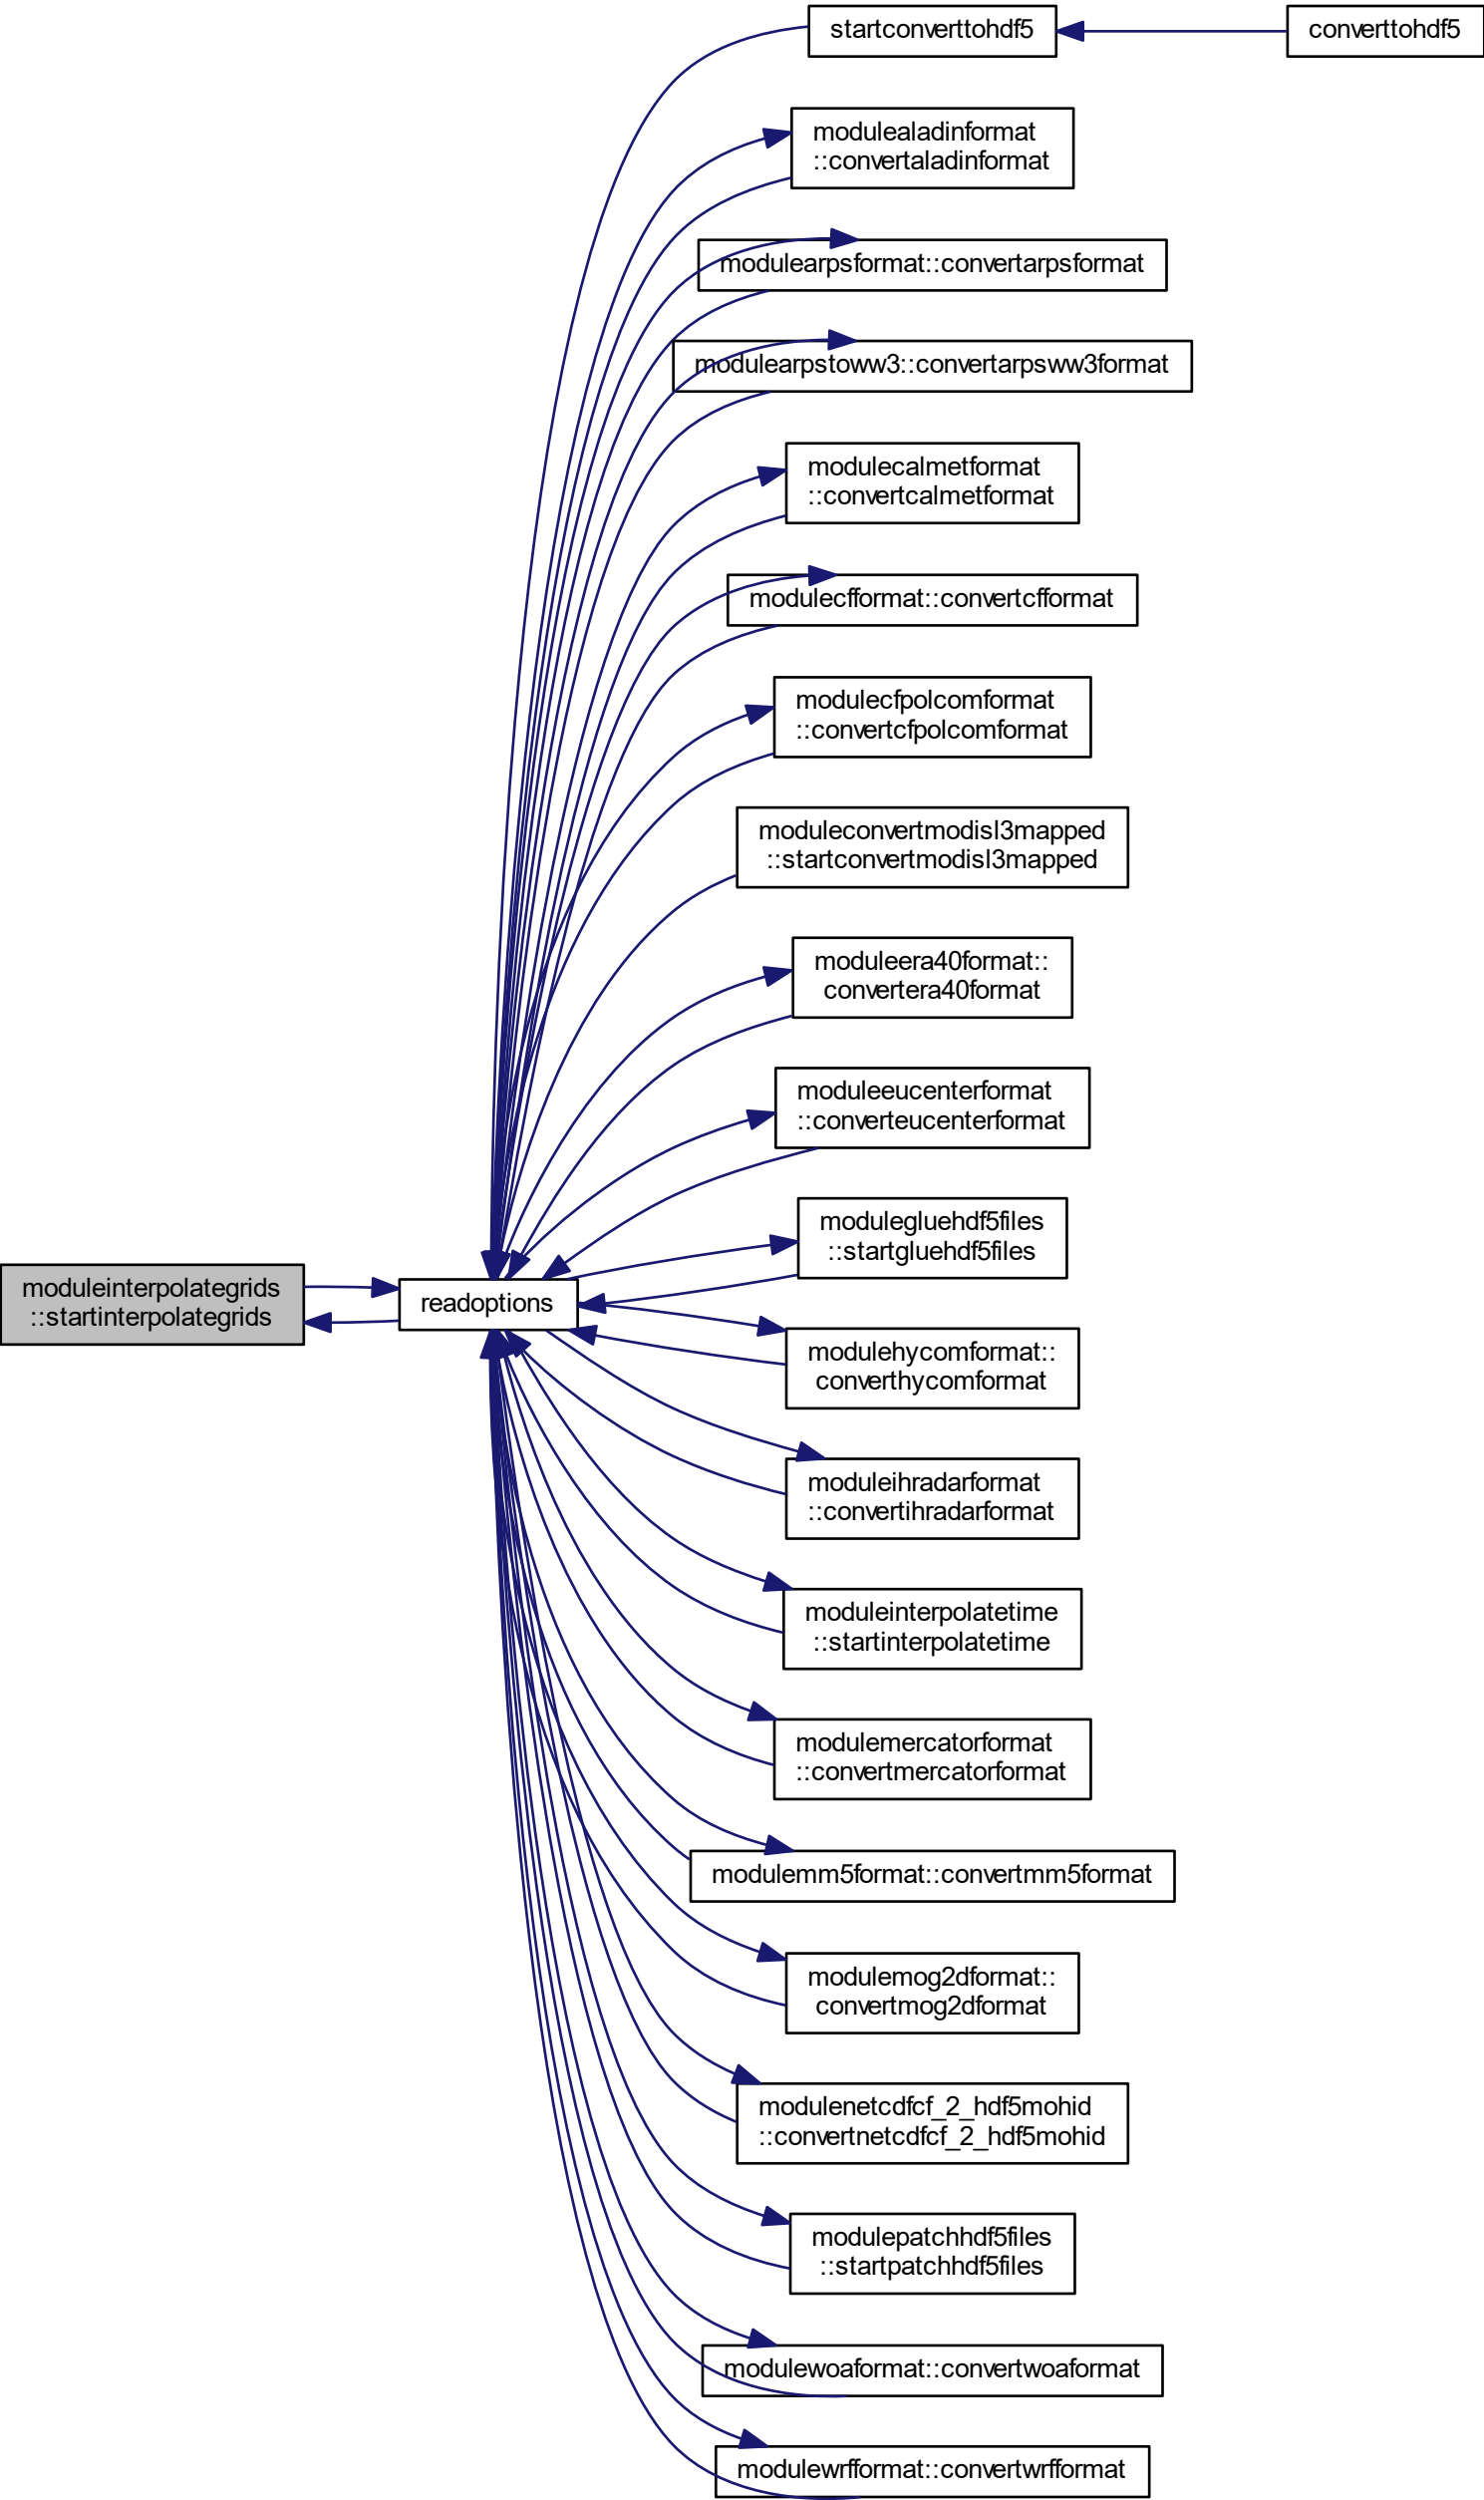 startconverttohdf5
converttohdf5
modulealadinformat
::convertaladinformat
modulearpsformat::convertarpsformat
modulearpstoww3::convertarpsww3format
modulecalmetformat
::convertcalmetformat
modulecfformat::convertcfformat
modulecfpolcomformat
::convertcfpolcomformat
moduleconvertmodisl3mapped
::startconvertmodisl3mapped
moduleera40format::
convertera40format
moduleeucenterformat
::converteucenterformat
modulegluehdf5files
::startgluehdf5files
moduleinterpolategrids
::startinterpolategrids
readoptions
modulehycomformat::
converthycomformat
moduleihradarformat
::convertihradarformat
moduleinterpolatetime
::startinterpolatetime
modulemercatorformat
::convertmercatorformat
modulemm5format::convertmm5format
modulemog2dformat::
convertmog2dformat
modulenetcdfcf_2_hdf5mohid
::convertnetcdfcf_2_hdf5mohid
modulepatchhdf5files
::startpatchhdf5files
modulewoaformat::convertwoaformat
modulewrfformat::convertwrfformat